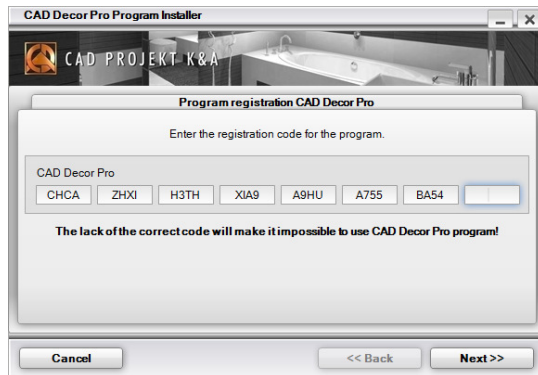 CAD Decor Pro Program Installer
CAD PROJEKT K&A
Program registration CAD Decor Pro
Enter the registration code for the program.
CAD Decor Pro
CHCA ZHXI H3TH XIA9 A9HU A755 BA54
The lack of the correct code will make it impossible to use CAD Decor Pro program!
Cancel << Back Next >>